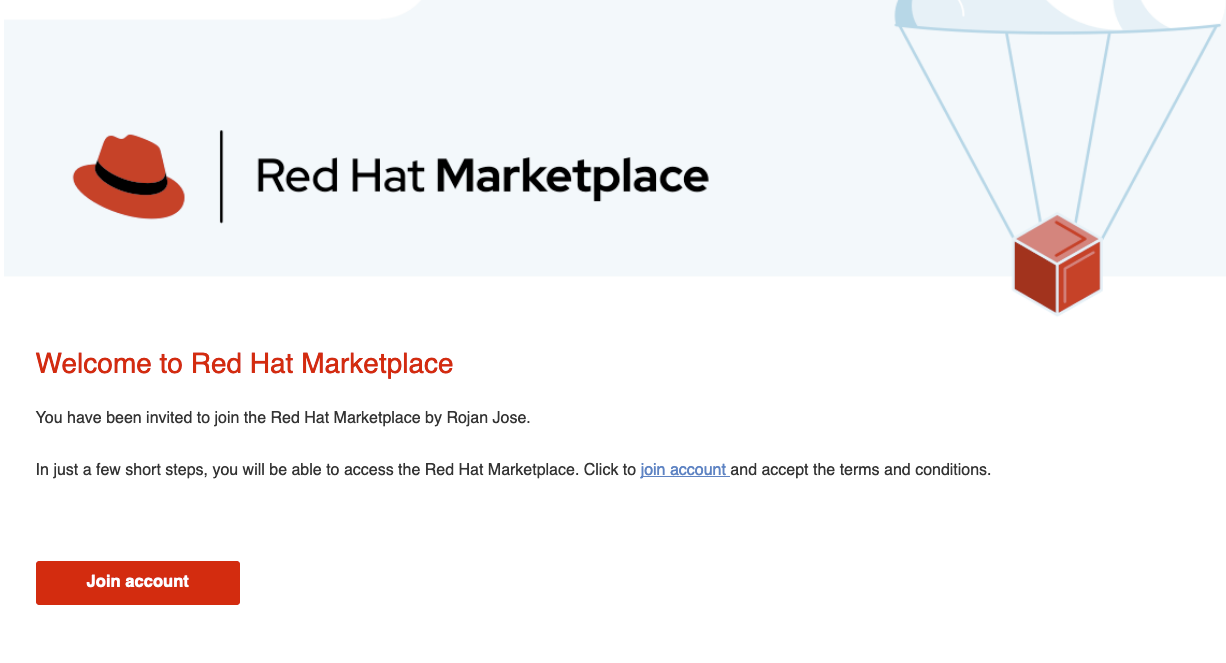 Red Hat Marketplace
Welcome to Red Hat Marketplace
You have been invited to join the Red Hat Marketplace by Rojan Jose.
In just a few short steps, you will be able to access the Red Hat Marketplace. Click to join account and accept the terms and conditions.
Join account